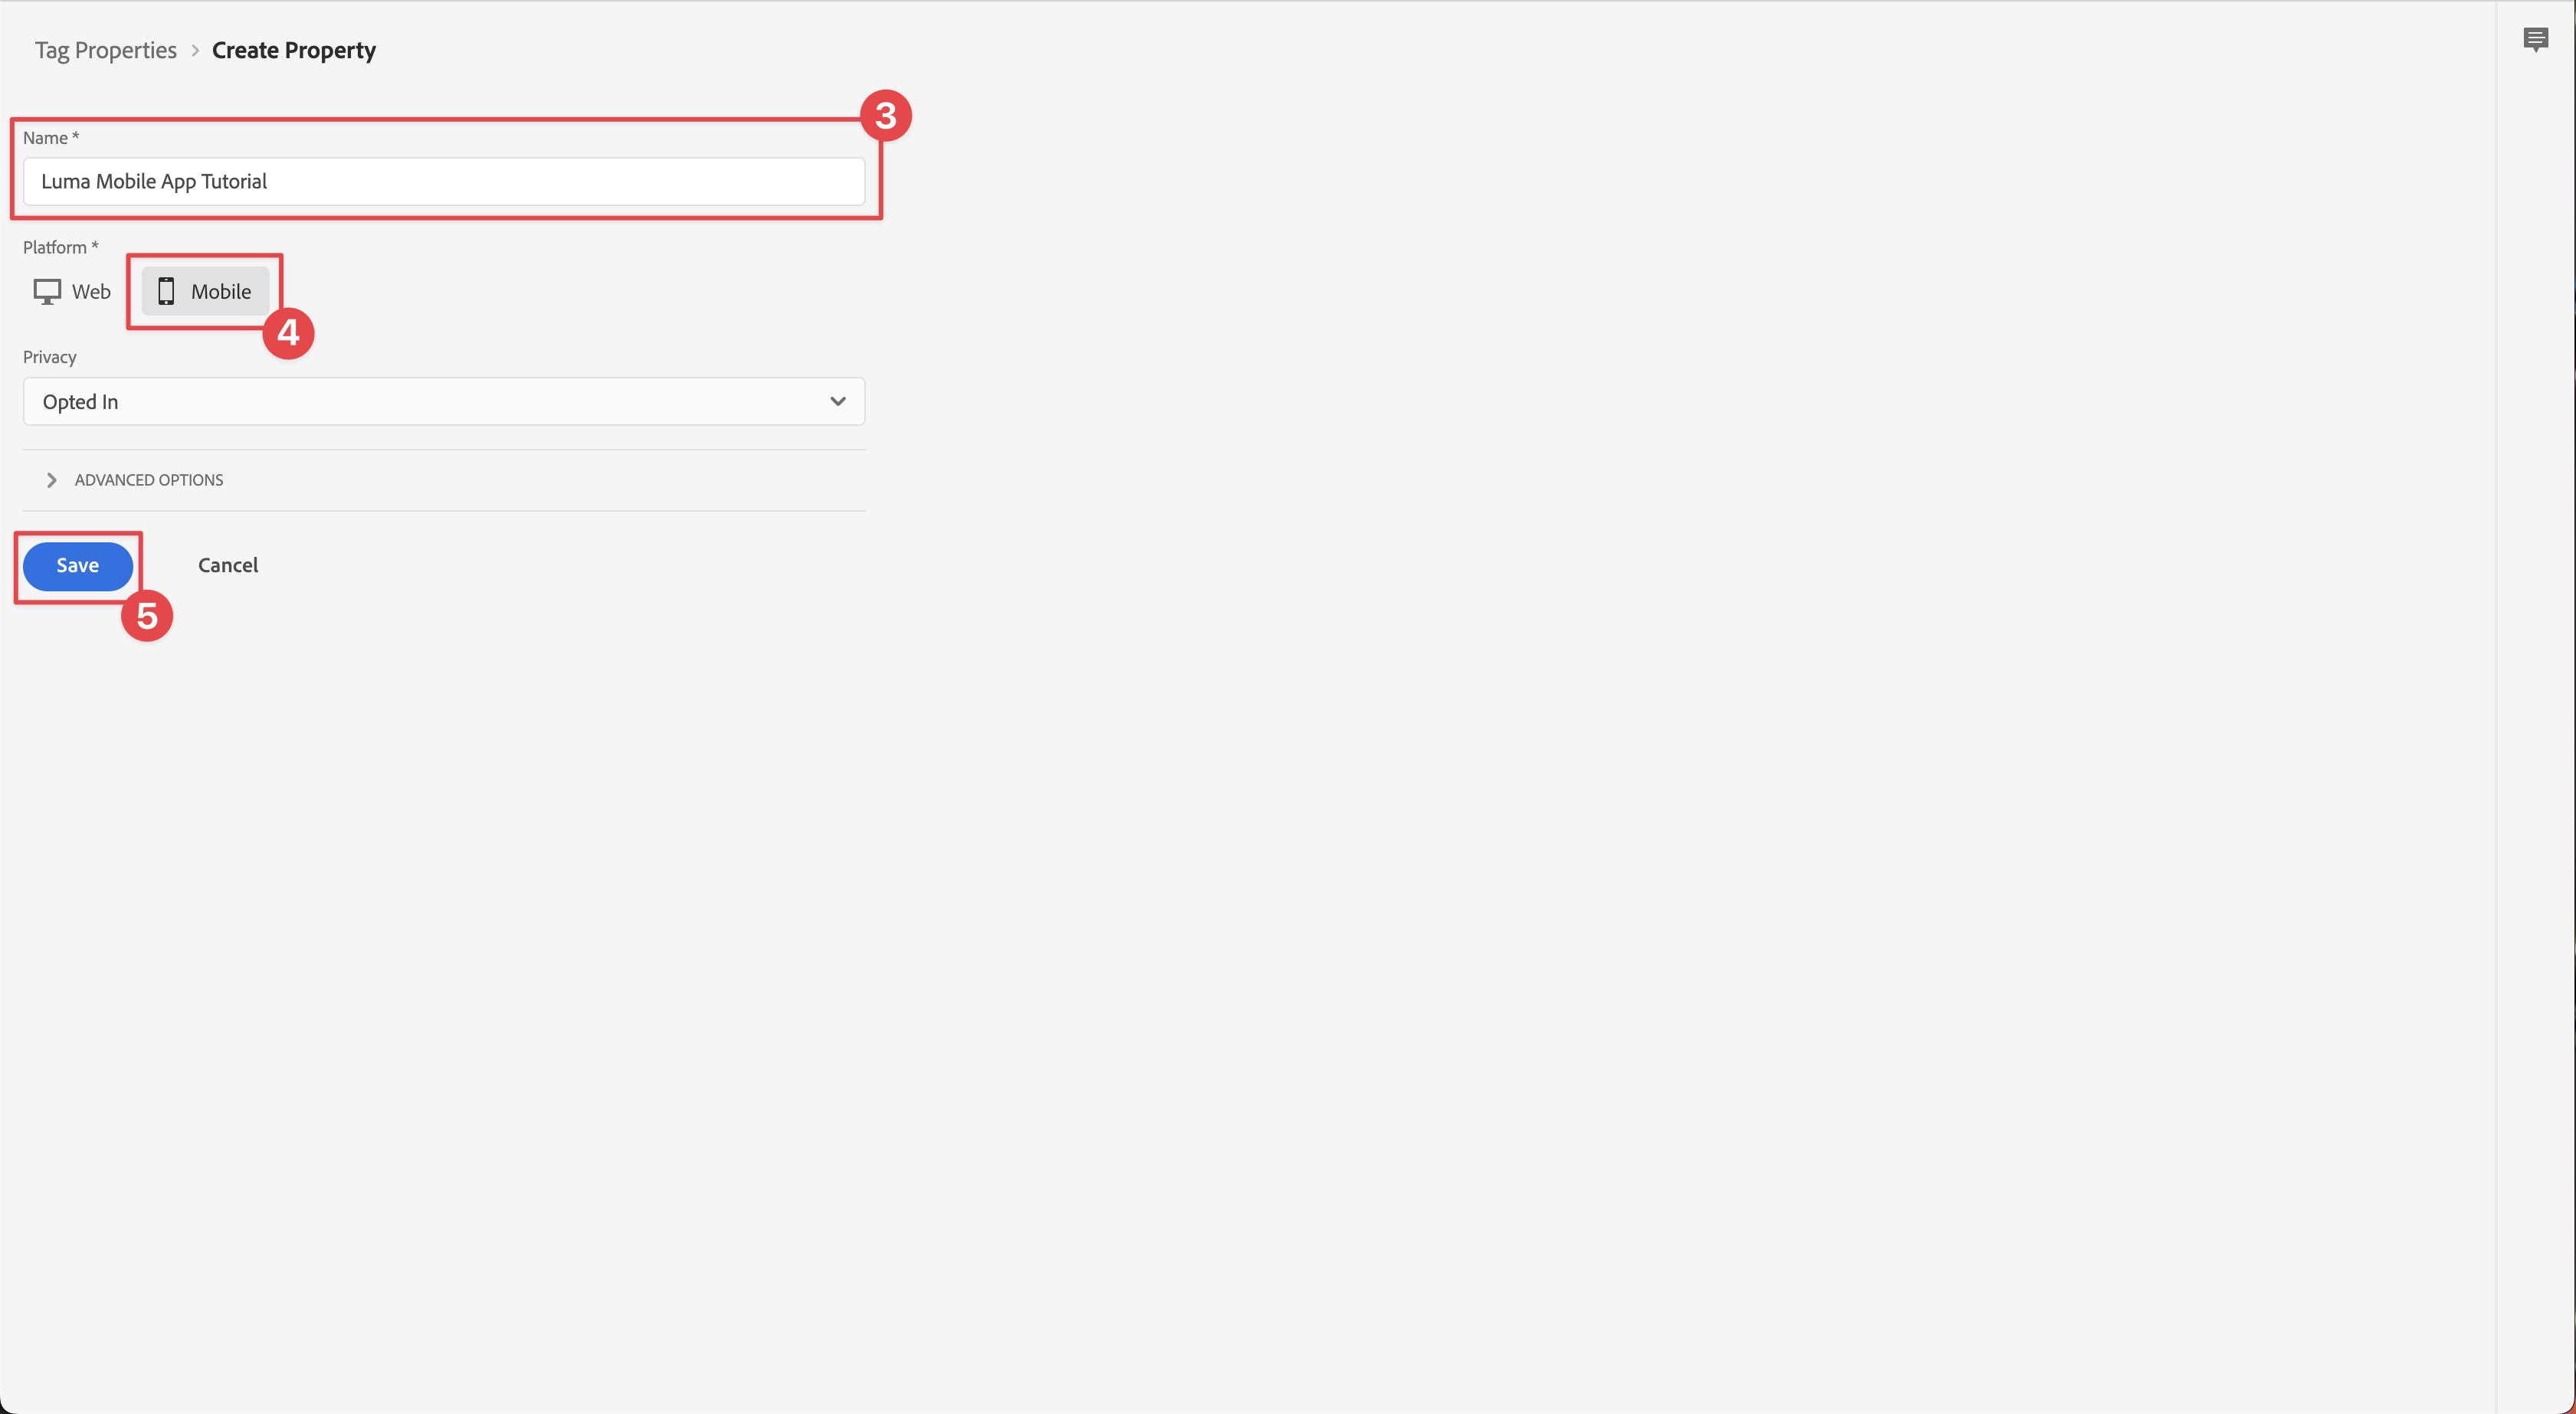 Tag Properties > Create Property
3
Name *
Luma Mobile App Tutorial
Platform *
Web Mobile
4
Privacy
Opted In
ADVANCED OPTIONS
Save Cancel
5